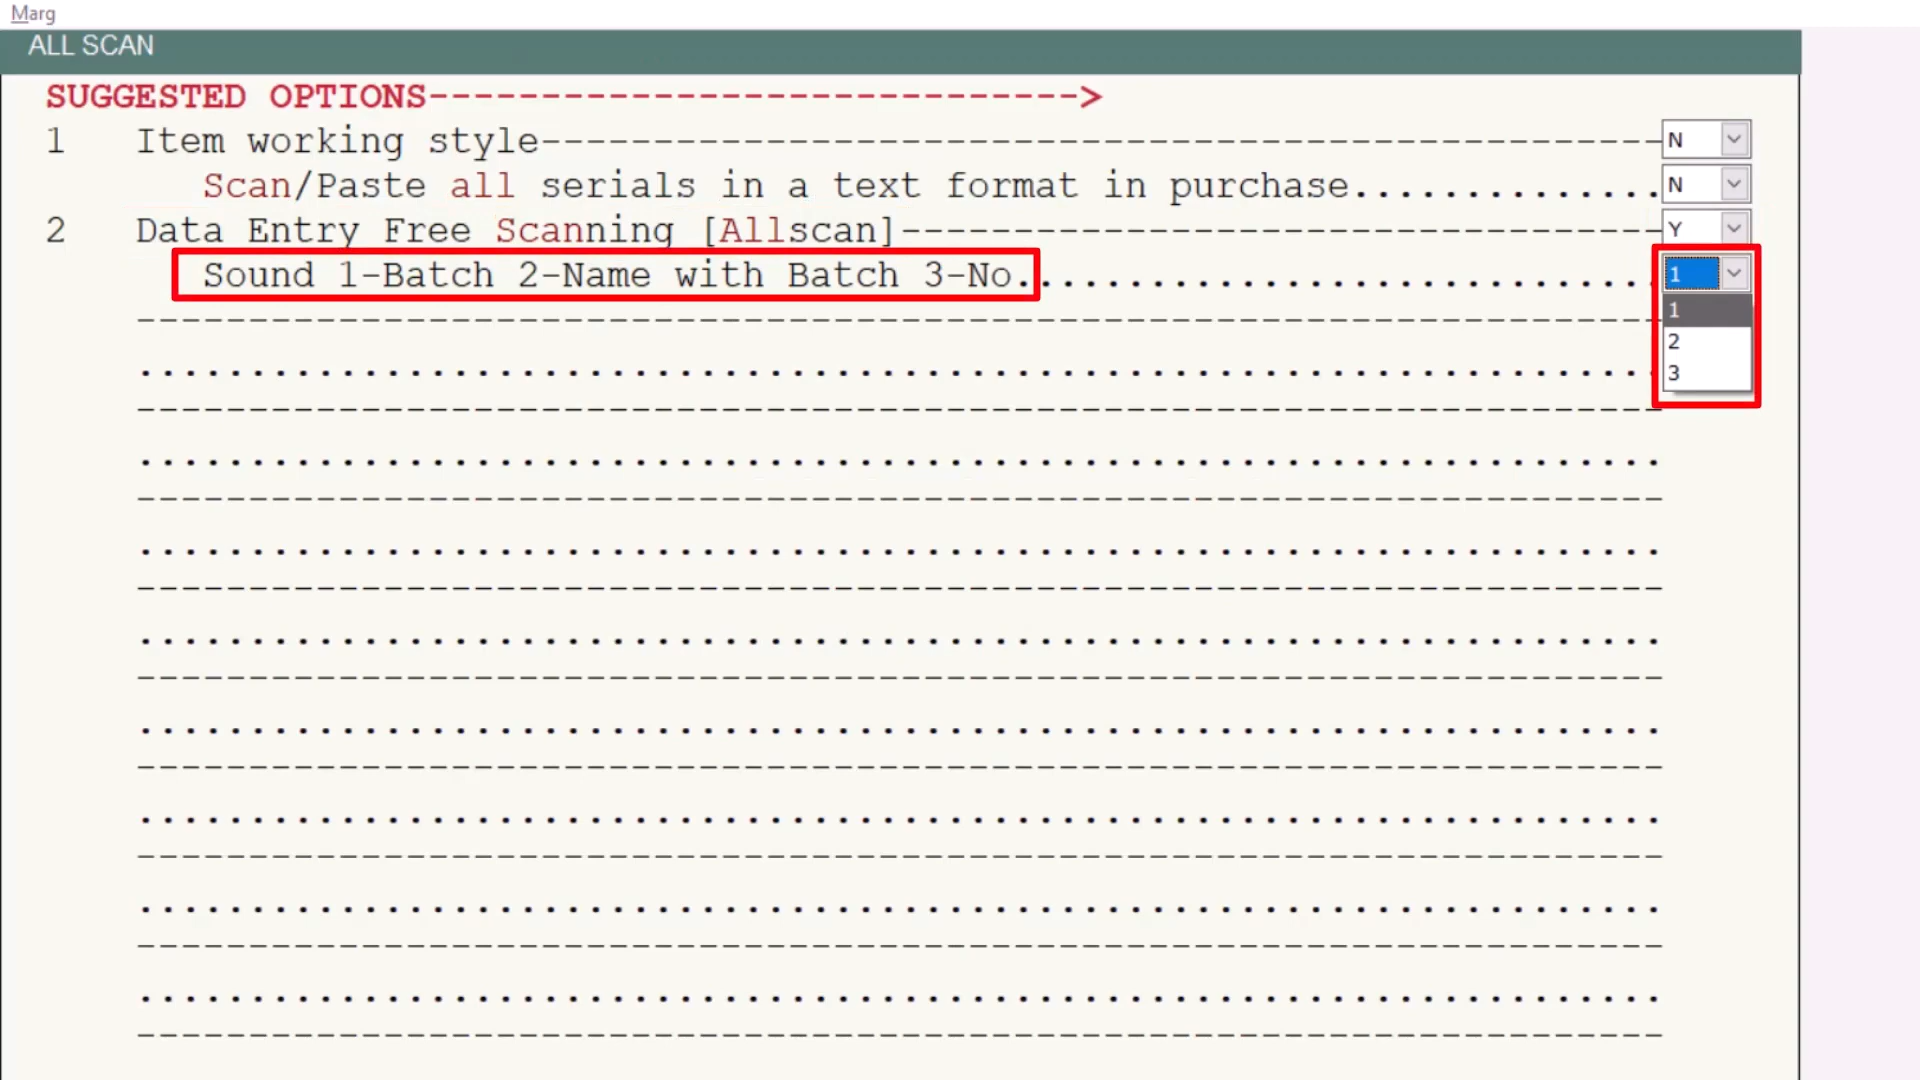 Marg
ALL SCAN
SUGGESTED OPTIONS----------------------------->
1 Item working style-------------------------------------------------- N
Scan/Paste all serials in a text format in purchase.............. N
2 Data Entry Free Scanning [Allscan]---------------------------------- Y
Sound 1-Batch 2-Name with Batch 3-No............................. 1
1
2
3